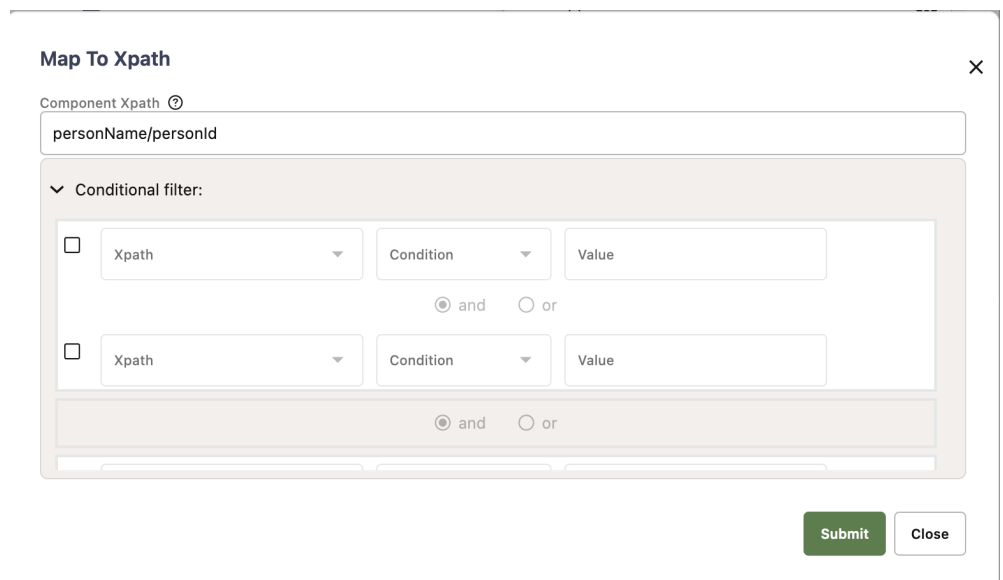 Map To Xpath
Component Xpath
personName/personId
Conditional filter:
Xpath Condition Value
and or
Xpath Condition Value
and or
Submit Close